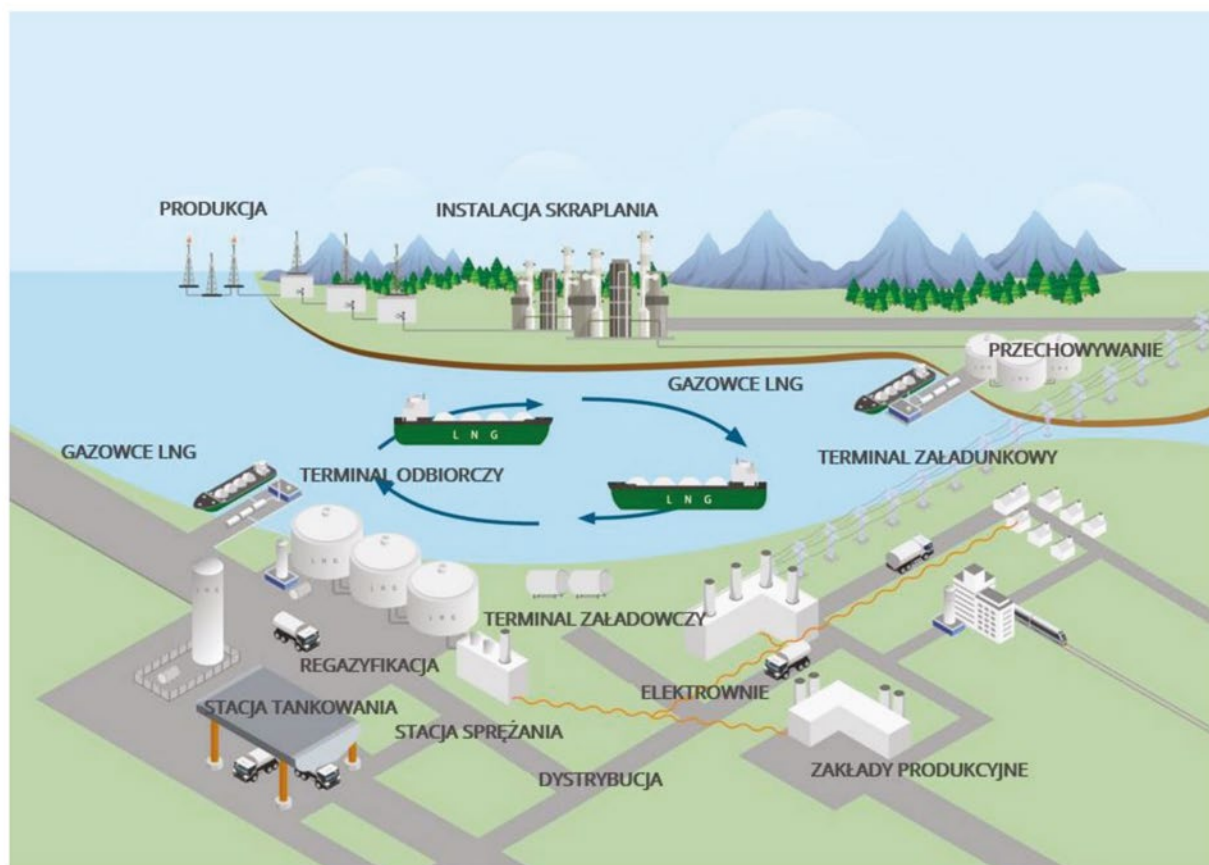 PRODUKCJA
INSTALACJA SKRAPLANIA
PRZECHOWYWANIE
GAZOWCE LNG
GAZOWCE LNG
TERMINAL ZAŁADUNKOWY
TERMINAL ODBIORCZY
L N G
L N G
L N G
L N G
L N G
TERMINAL ZAŁADOWCZY
REGAZYFIKACJA
ELEKTROWNIE
STACJA TANKOWANIA
STACJA SPRĘŻANIA
DYSTRYBUCJA
ZAKŁADY PRODUKCYJNE